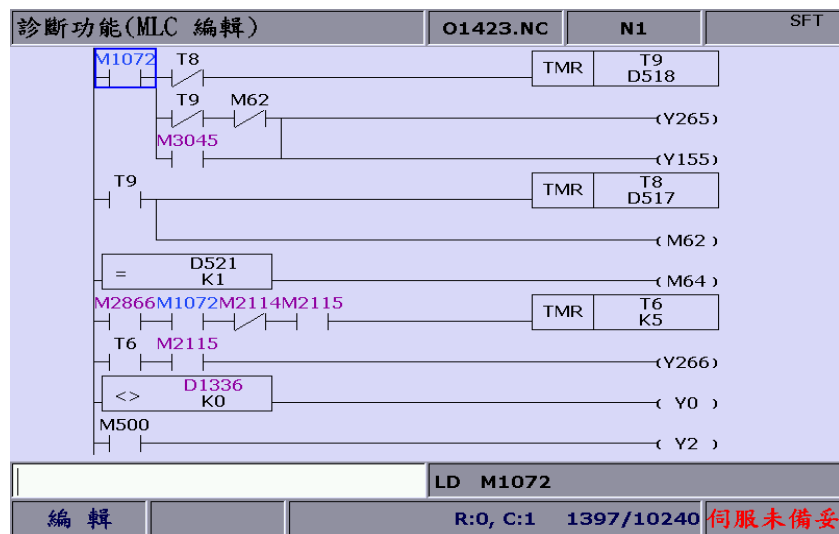 診斷功能(MLC 編輯) O1423.NC N1 SFT
M1072 T8 TMR T9
D518
T9 M62 (Y265)
M3045 (Y155)
T9 TMR T8
D517
( M62 )
= D521
K1 ( M64 )
M2866 M1072 M2114 M2115 TMR T6
K5
T6 M2115 (Y266)
<> D1336
K0 ( Y0 )
M500 ( Y2 )
LD M1072
編 輯 R:0, C:1 1397/10240 伺服未備妥